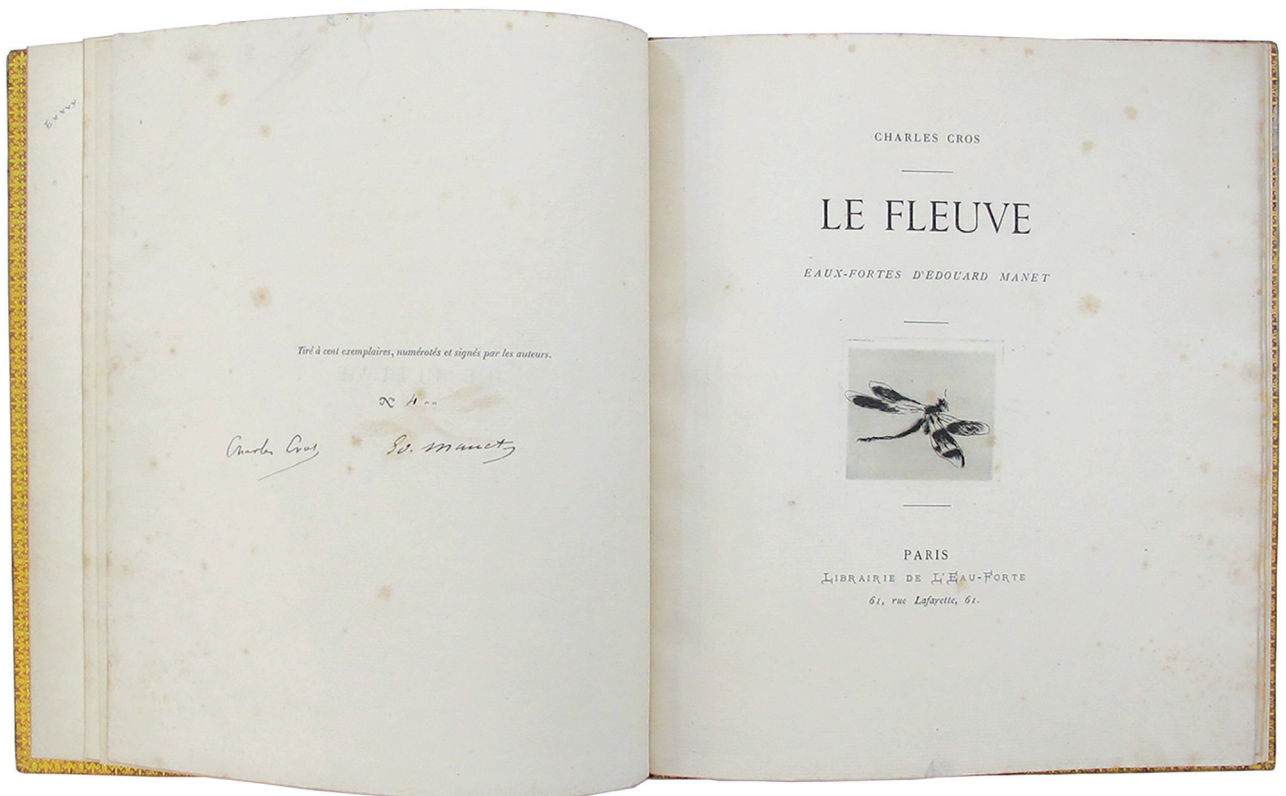 Tiré à cent exemplaires, numérotés et signés par les auteurs.
N°
Charles Cros Ed. Manet
CHARLES CROS
LE FLEUVE
EAUX-FORTES D'ÉDOUARD MANET
PARIS
LIBRAIRIE DE L'EAU-FORTE
61, rue Lafayette, 61.